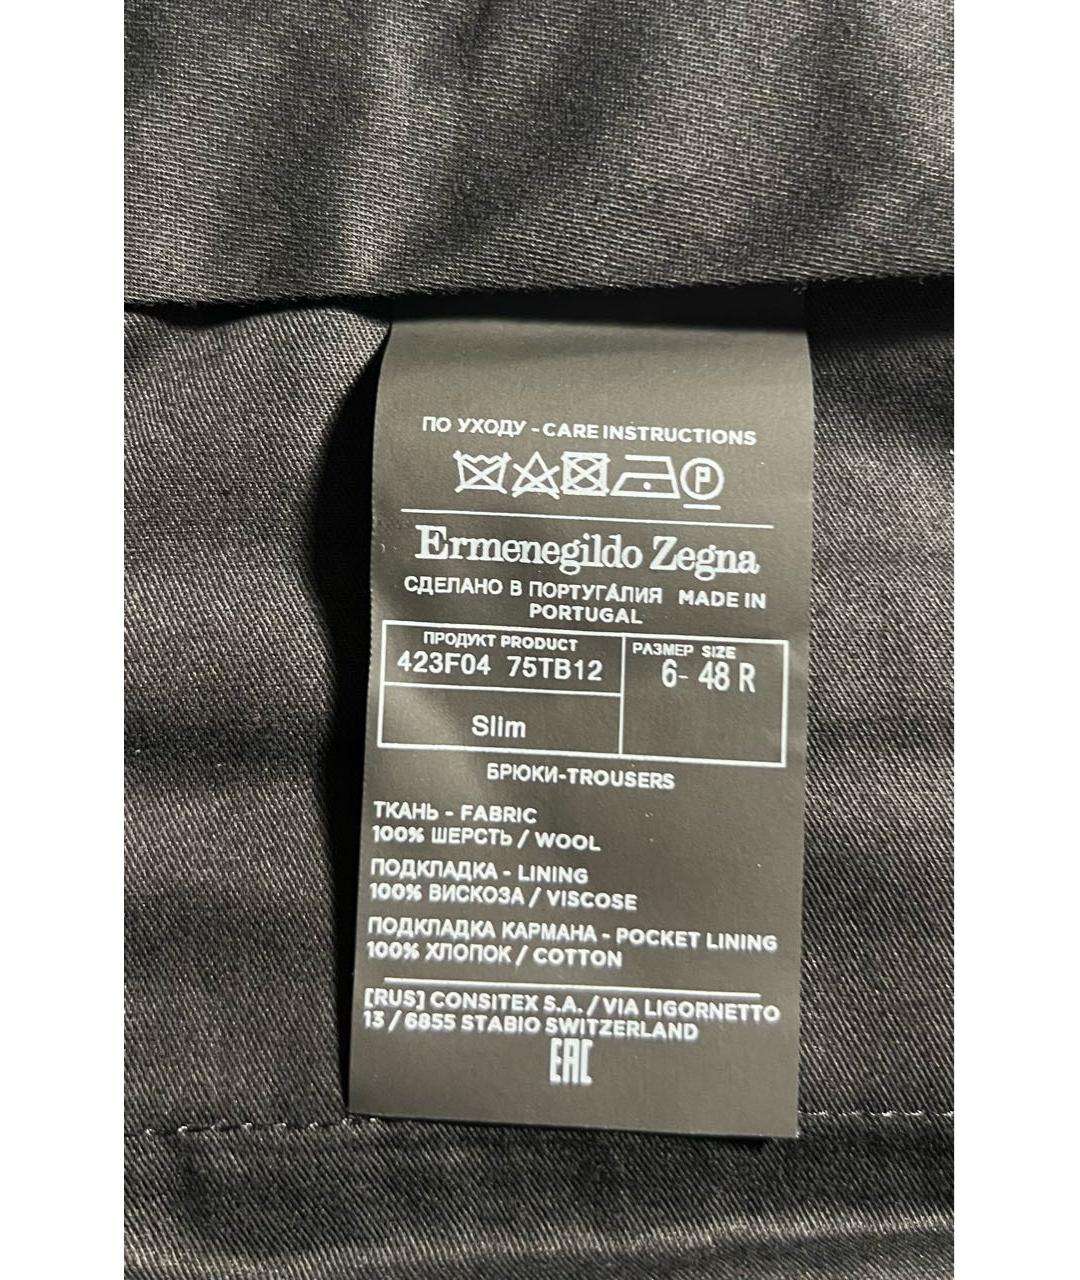 ПО УХОДУ - CARE INSTRUCTIONS
P
Ermenegildo Zegna
СДЕЛАНО В ПОРТУГÁЛИЯ MADE IN
PORTUGAL
ПРОДУКТ PRODUCT
423F04 75TB12
РАЗМЕР SIZE
6- 48 R
Slim
БРЮКИ-TROUSERS
ТКАНЬ - FABRIC
100% ШЕРСТЬ / WOOL
ПОДКЛАДКА - LINING
100% ВИСКОЗА / VISCOSE
ПОДКЛАДКА КАРМАНА - POCKET LINING
100% ХЛОПОК / COTTON
[RUS] CONSITEX S.A. / VIA LIGORNETTO
13 / 6855 STABIO SWITZERLAND
EAC